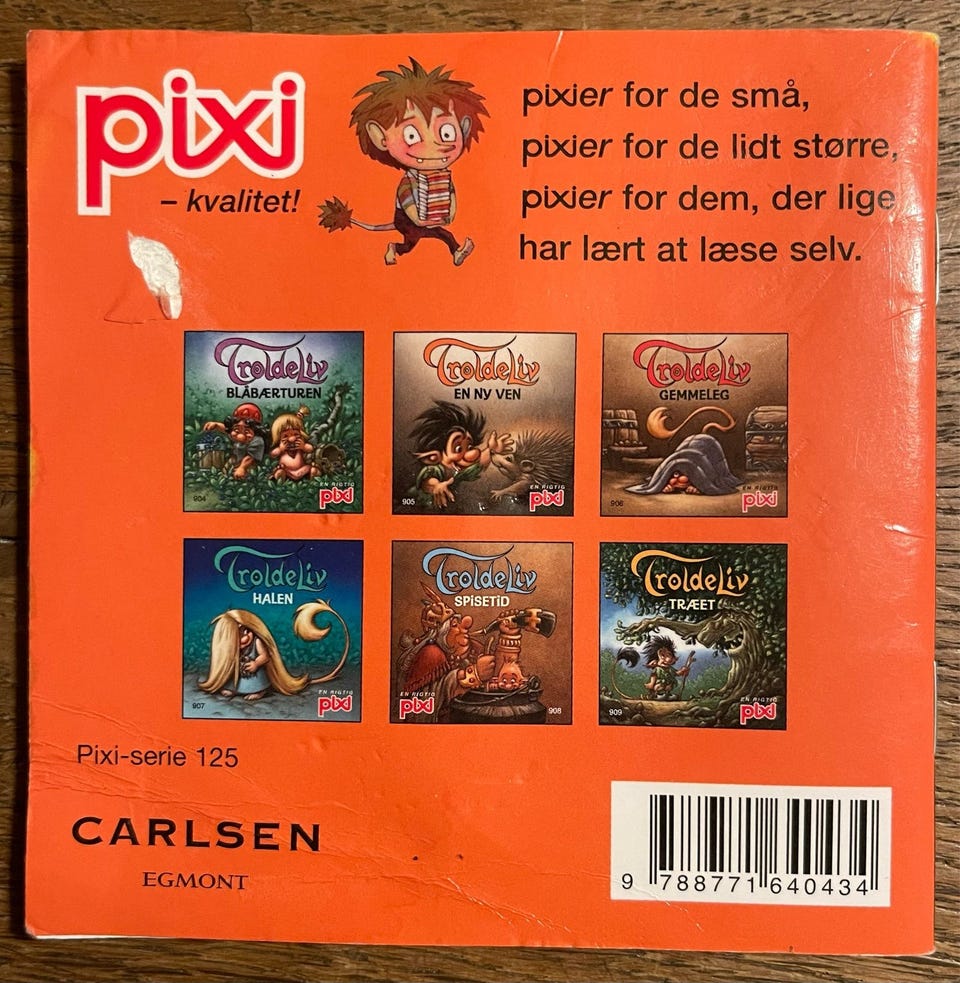 pixi
– kvalitet!
pixier for de små,
pixier for de lidt større,
pixier for dem, der lige
har lært at læse selv.
TroldeLiv
BLÅBÆRTUREN
904
EN RIGTIG
pixi
TroldeLiv
EN NY VEN
905
EN RIGTIG
pixi
TroldeLiv
GEMMELEG
906
EN RIGTIG
pixi
TroldeLiv
HALEN
907
EN RIGTIG
pixi
TroldeLiv
SPISETID
EN RIGTIG
pixi
908
TroldeLiv
TRÆET
909
EN RIGTIG
pixi
Pixi-serie 125
CARLSEN
EGMONT
9 788771 640434